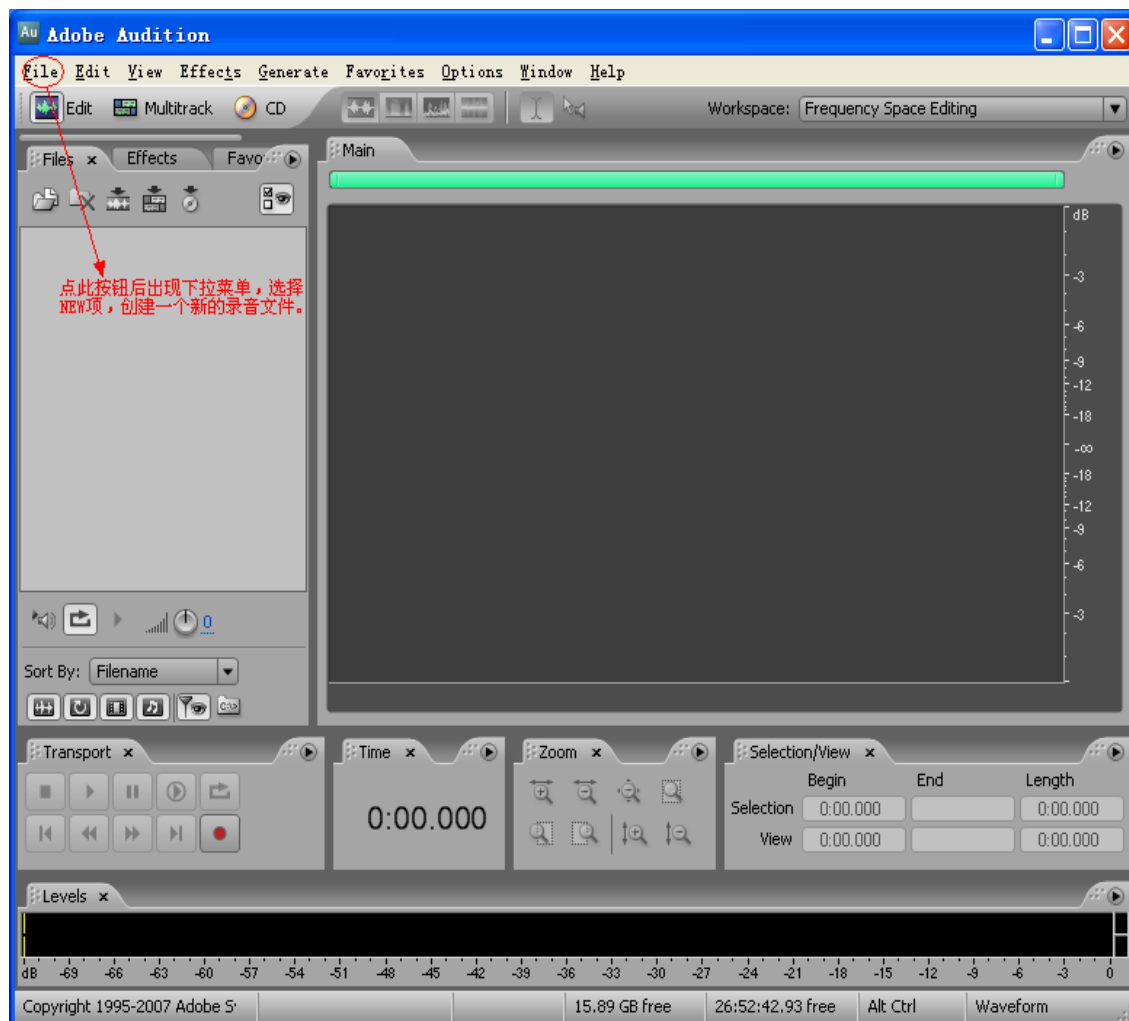 Au Adobe Audition
File Edit View Effects Generate Favorites Options Window Help
Edit Multitrack CD
Workspace: Frequency Space Editing
Files x Effects Favo
Main
点此按钮后出现下拉菜单，选择
NEW项，创建一个新的录音文件。
dB
-3
-6
-9
-12
-18
-∞
-18
-12
-9
-6
-3
0
Sort By: Filename
Transport x
Time x
0:00.000
Zoom x
Selection/View x
Begin End Length
Selection 0:00.000 0:00.000
View 0:00.000 0:00.000
Levels x
dB -69 -66 -63 -60 -57 -54 -51 -48 -45 -42 -39 -36 -33 -30 -27 -24 -21 -18 -15 -12 -9 -6 -3 0
Copyright 1995-2007 Adobe S 15.89 GB free 26:52:42.93 free Alt Ctrl Waveform